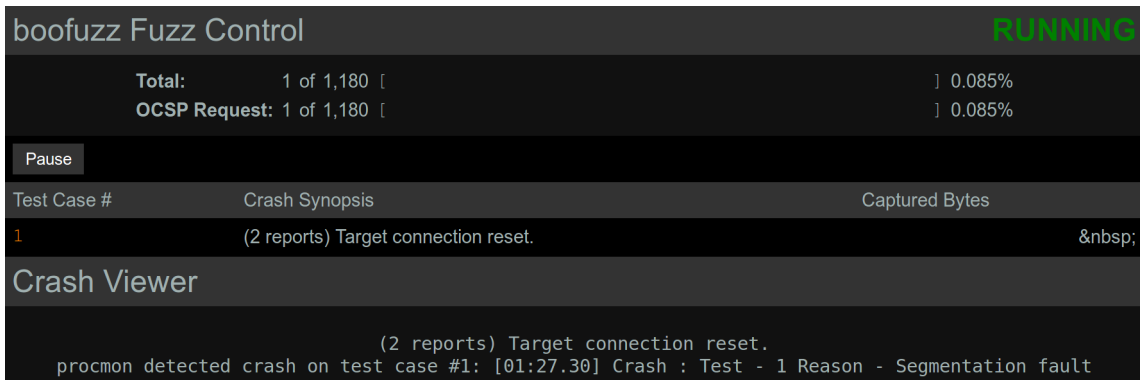 boofuzz Fuzz Control RUNNING
Total: 1 of 1,180 [ ] 0.085%
OCSP Request: 1 of 1,180 [ ] 0.085%
Pause
Test Case # Crash Synopsis Captured Bytes
1 (2 reports) Target connection reset. &nbsp;
Crash Viewer
(2 reports) Target connection reset.
procmon detected crash on test case #1: [01:27.30] Crash : Test - 1 Reason - Segmentation fault